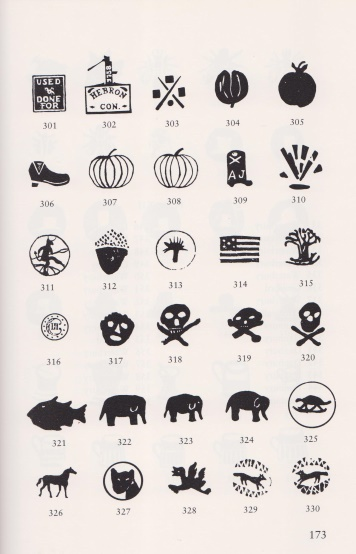 USED
&
DONE
FOR
3158
HEBRON
CON.
301 302 303 304 305
A J
306 307 308 309 310
311 312 313 314 315
316 317 318 319 320
321 322 323 324 325
326 327 328 329 330
173